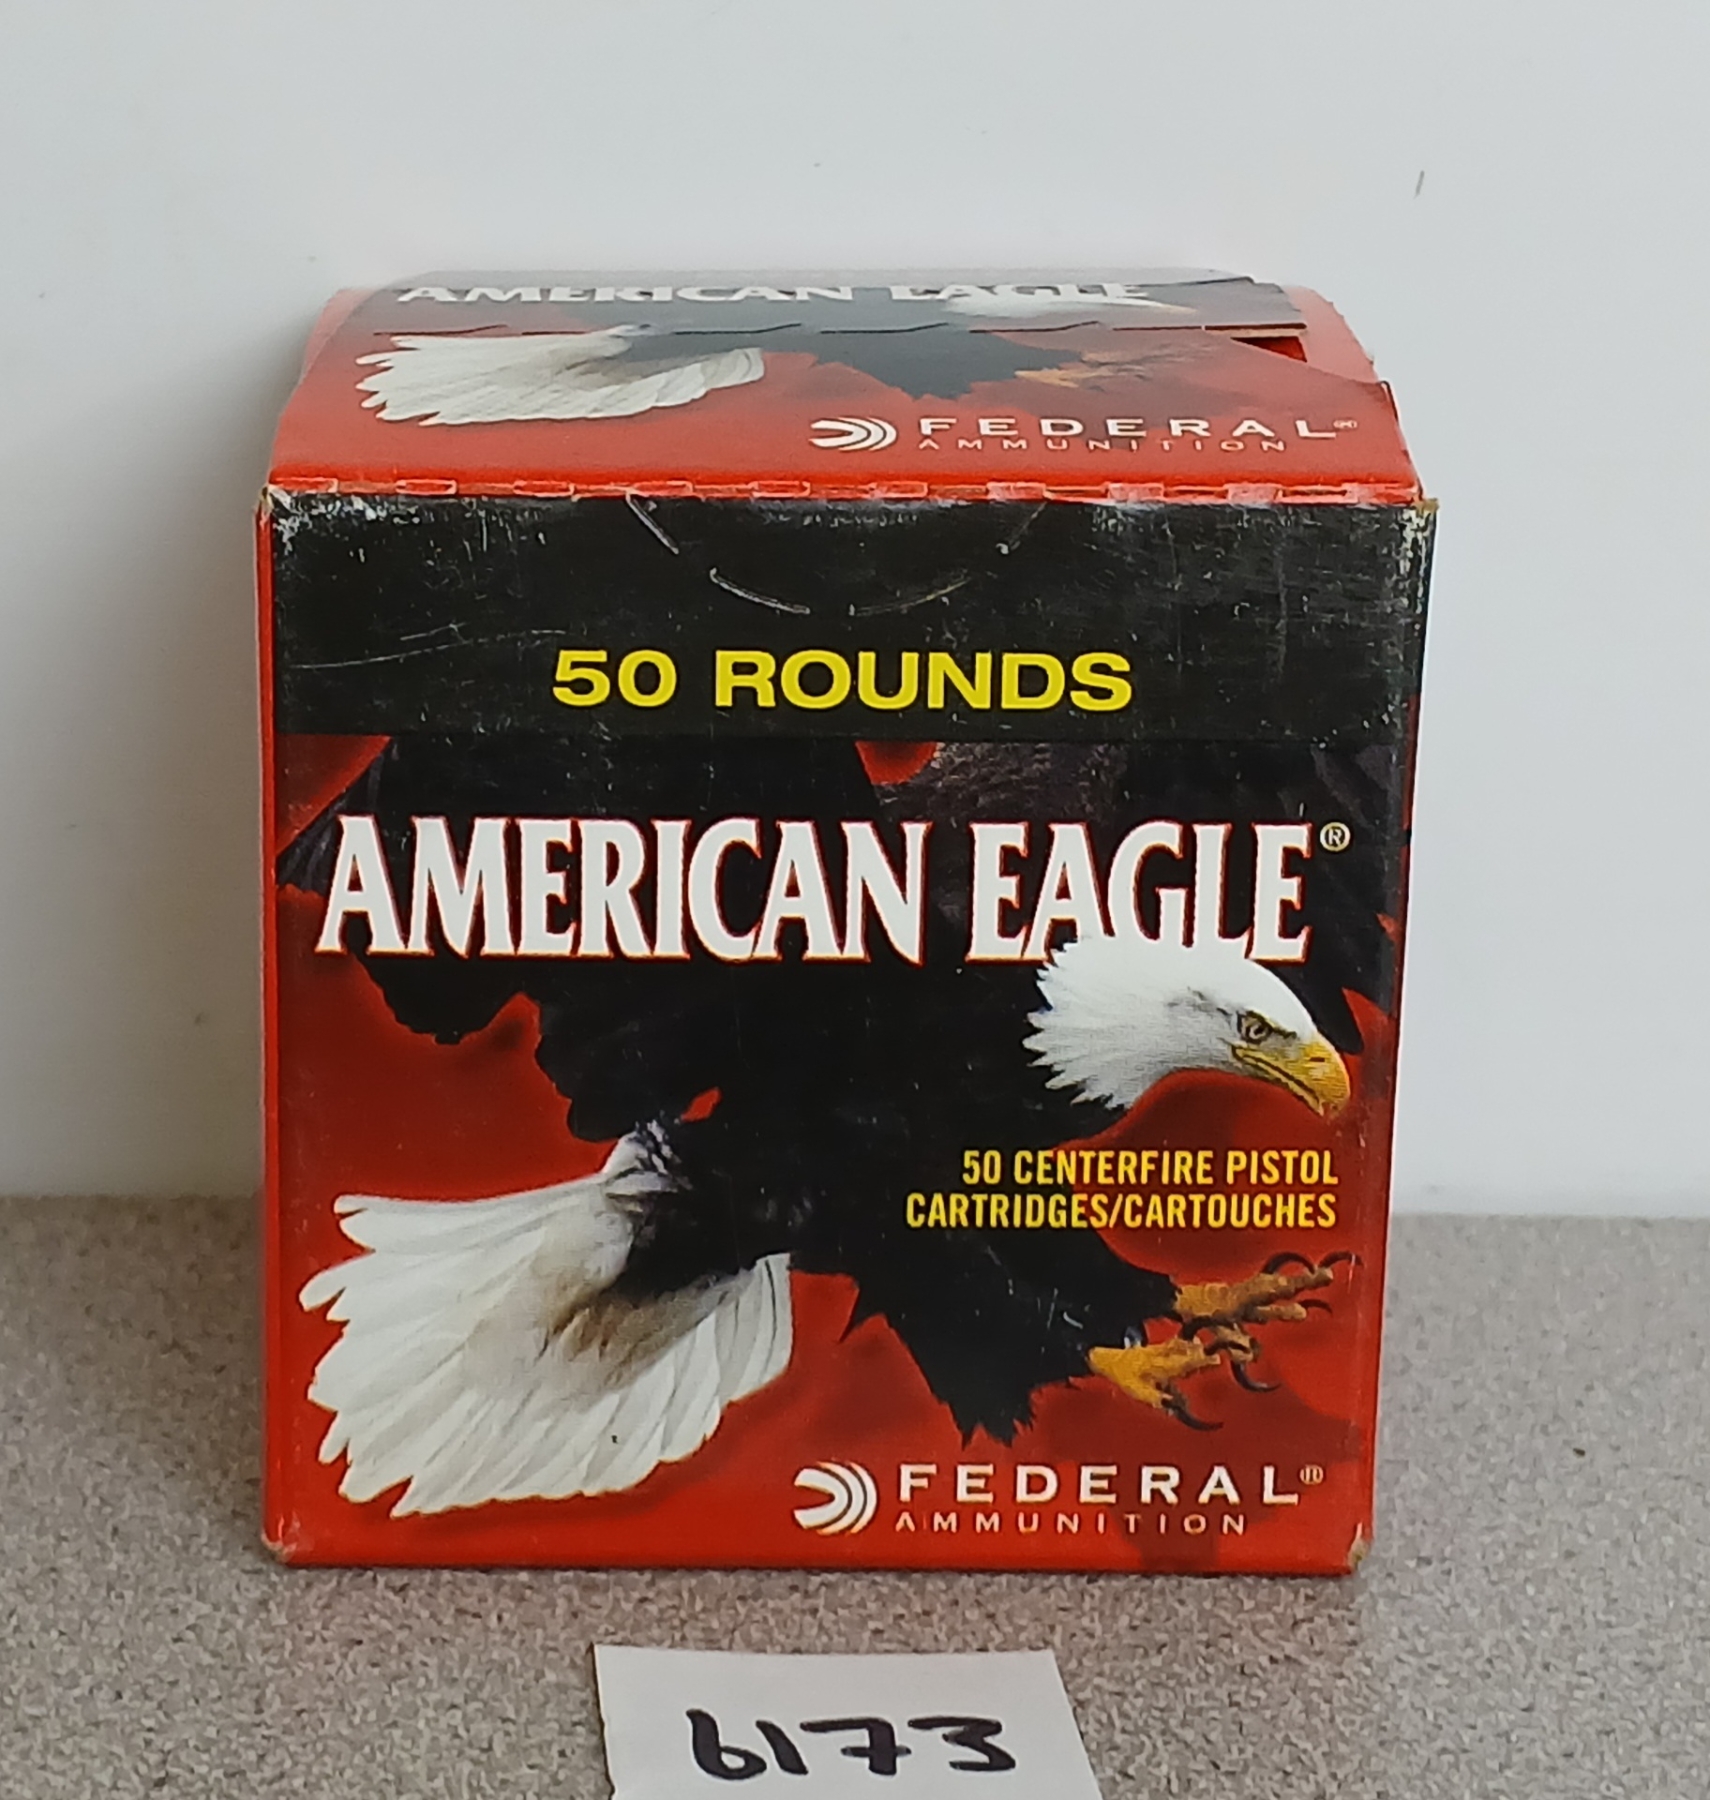 AMERICAN EAGLE
FEDERAL
AMMUNITION
50 ROUNDS
AMERICAN EAGLE®
50 CENTERFIRE PISTOL
CARTRIDGES/CARTOUCHES
FEDERAL®
AMMUNITION
6173